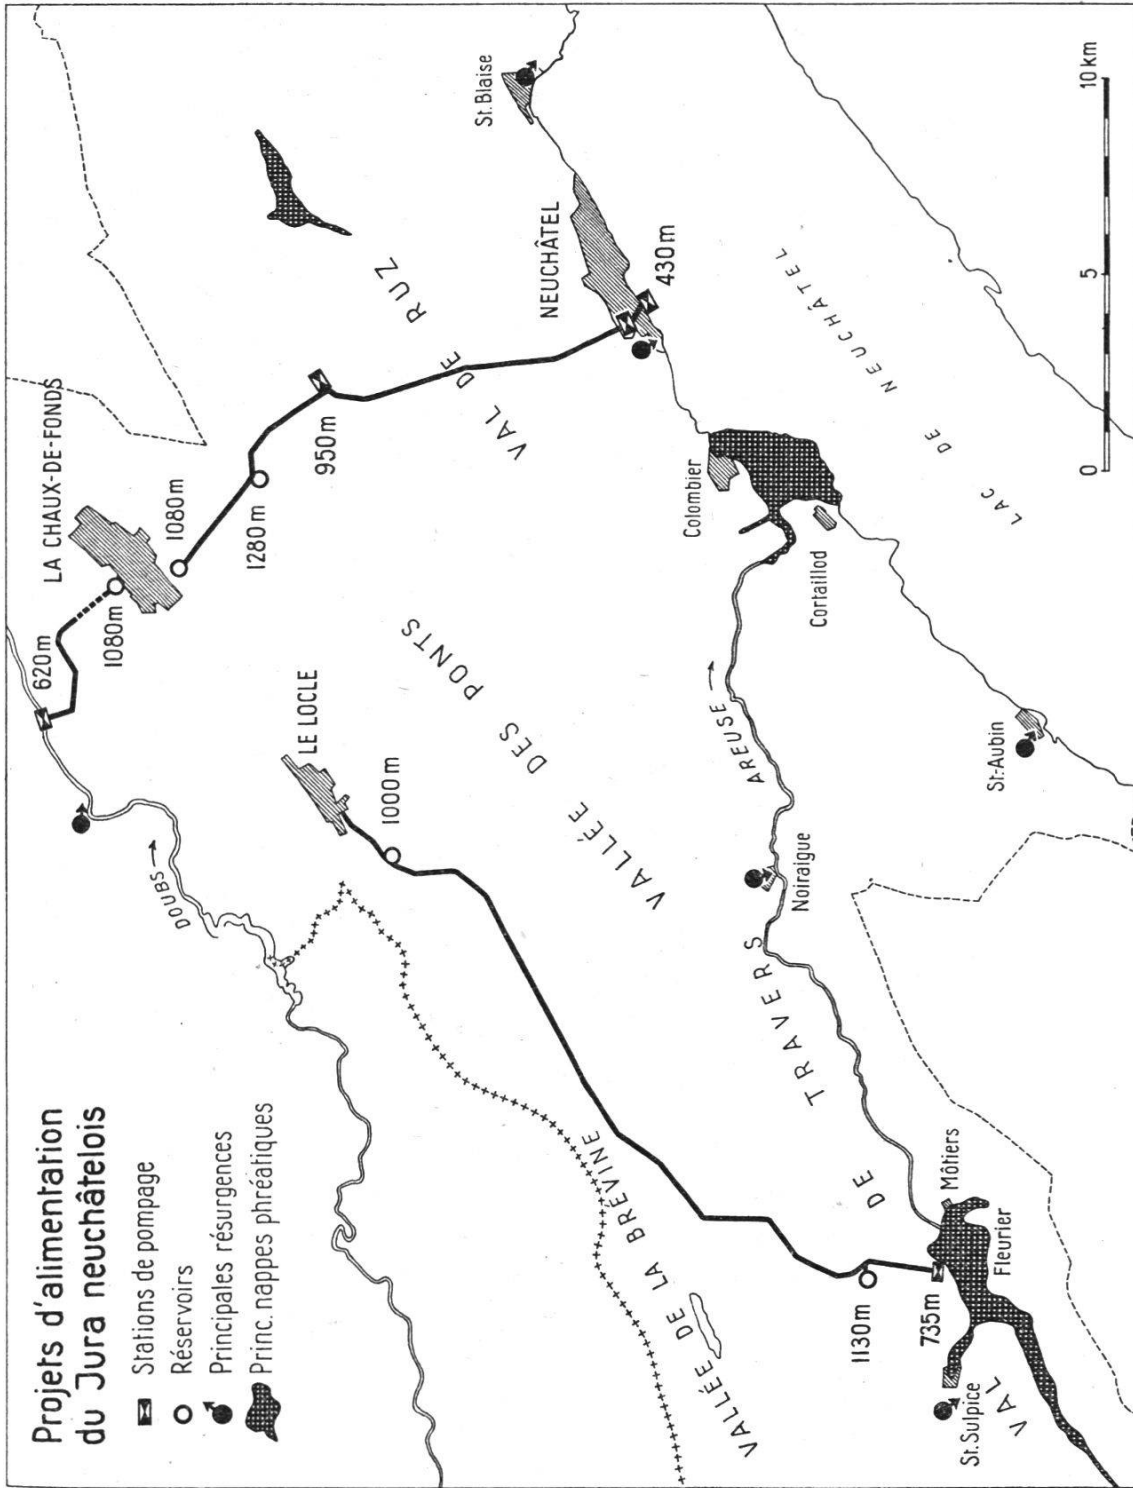 Projets d'alimentation
du Jura neuchâtelois
Stations de pompage
Réservoirs
Principales résurgences
Princ. nappes phréatiques
DOUBS
620m
1080m
LA CHAUX-DE-FONDS
1080m
1280m
950m
LE LOCLE
1000m
VAL DE RUZ
St. Blaise
NEUCHÂTEL
430m
VALLÉE DES PONTS
VALLÉE DE LA BRÉVINE
1130m
735m
St. Sulpice
Fleurier
Môtiers
VAL DE TRAVERS
Noiraigue
AREUSE
Colombier
Cortaillod
St-Aubin
LAC DE NEUCHÂTEL
0 5 10 km